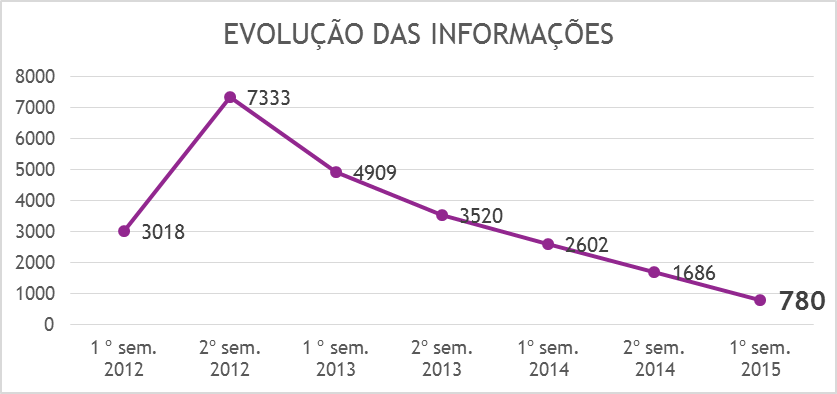 EVOLUÇÃO DAS INFORMAÇÕES
8000
7000
6000
5000
4000
3000
2000
1000
0
3018
7333
4909
3520
2602
1686
780
1 º sem.
2012
2º sem.
2012
1 º sem.
2013
2º sem.
2013
1º sem.
2014
2º sem.
2014
1º sem.
2015